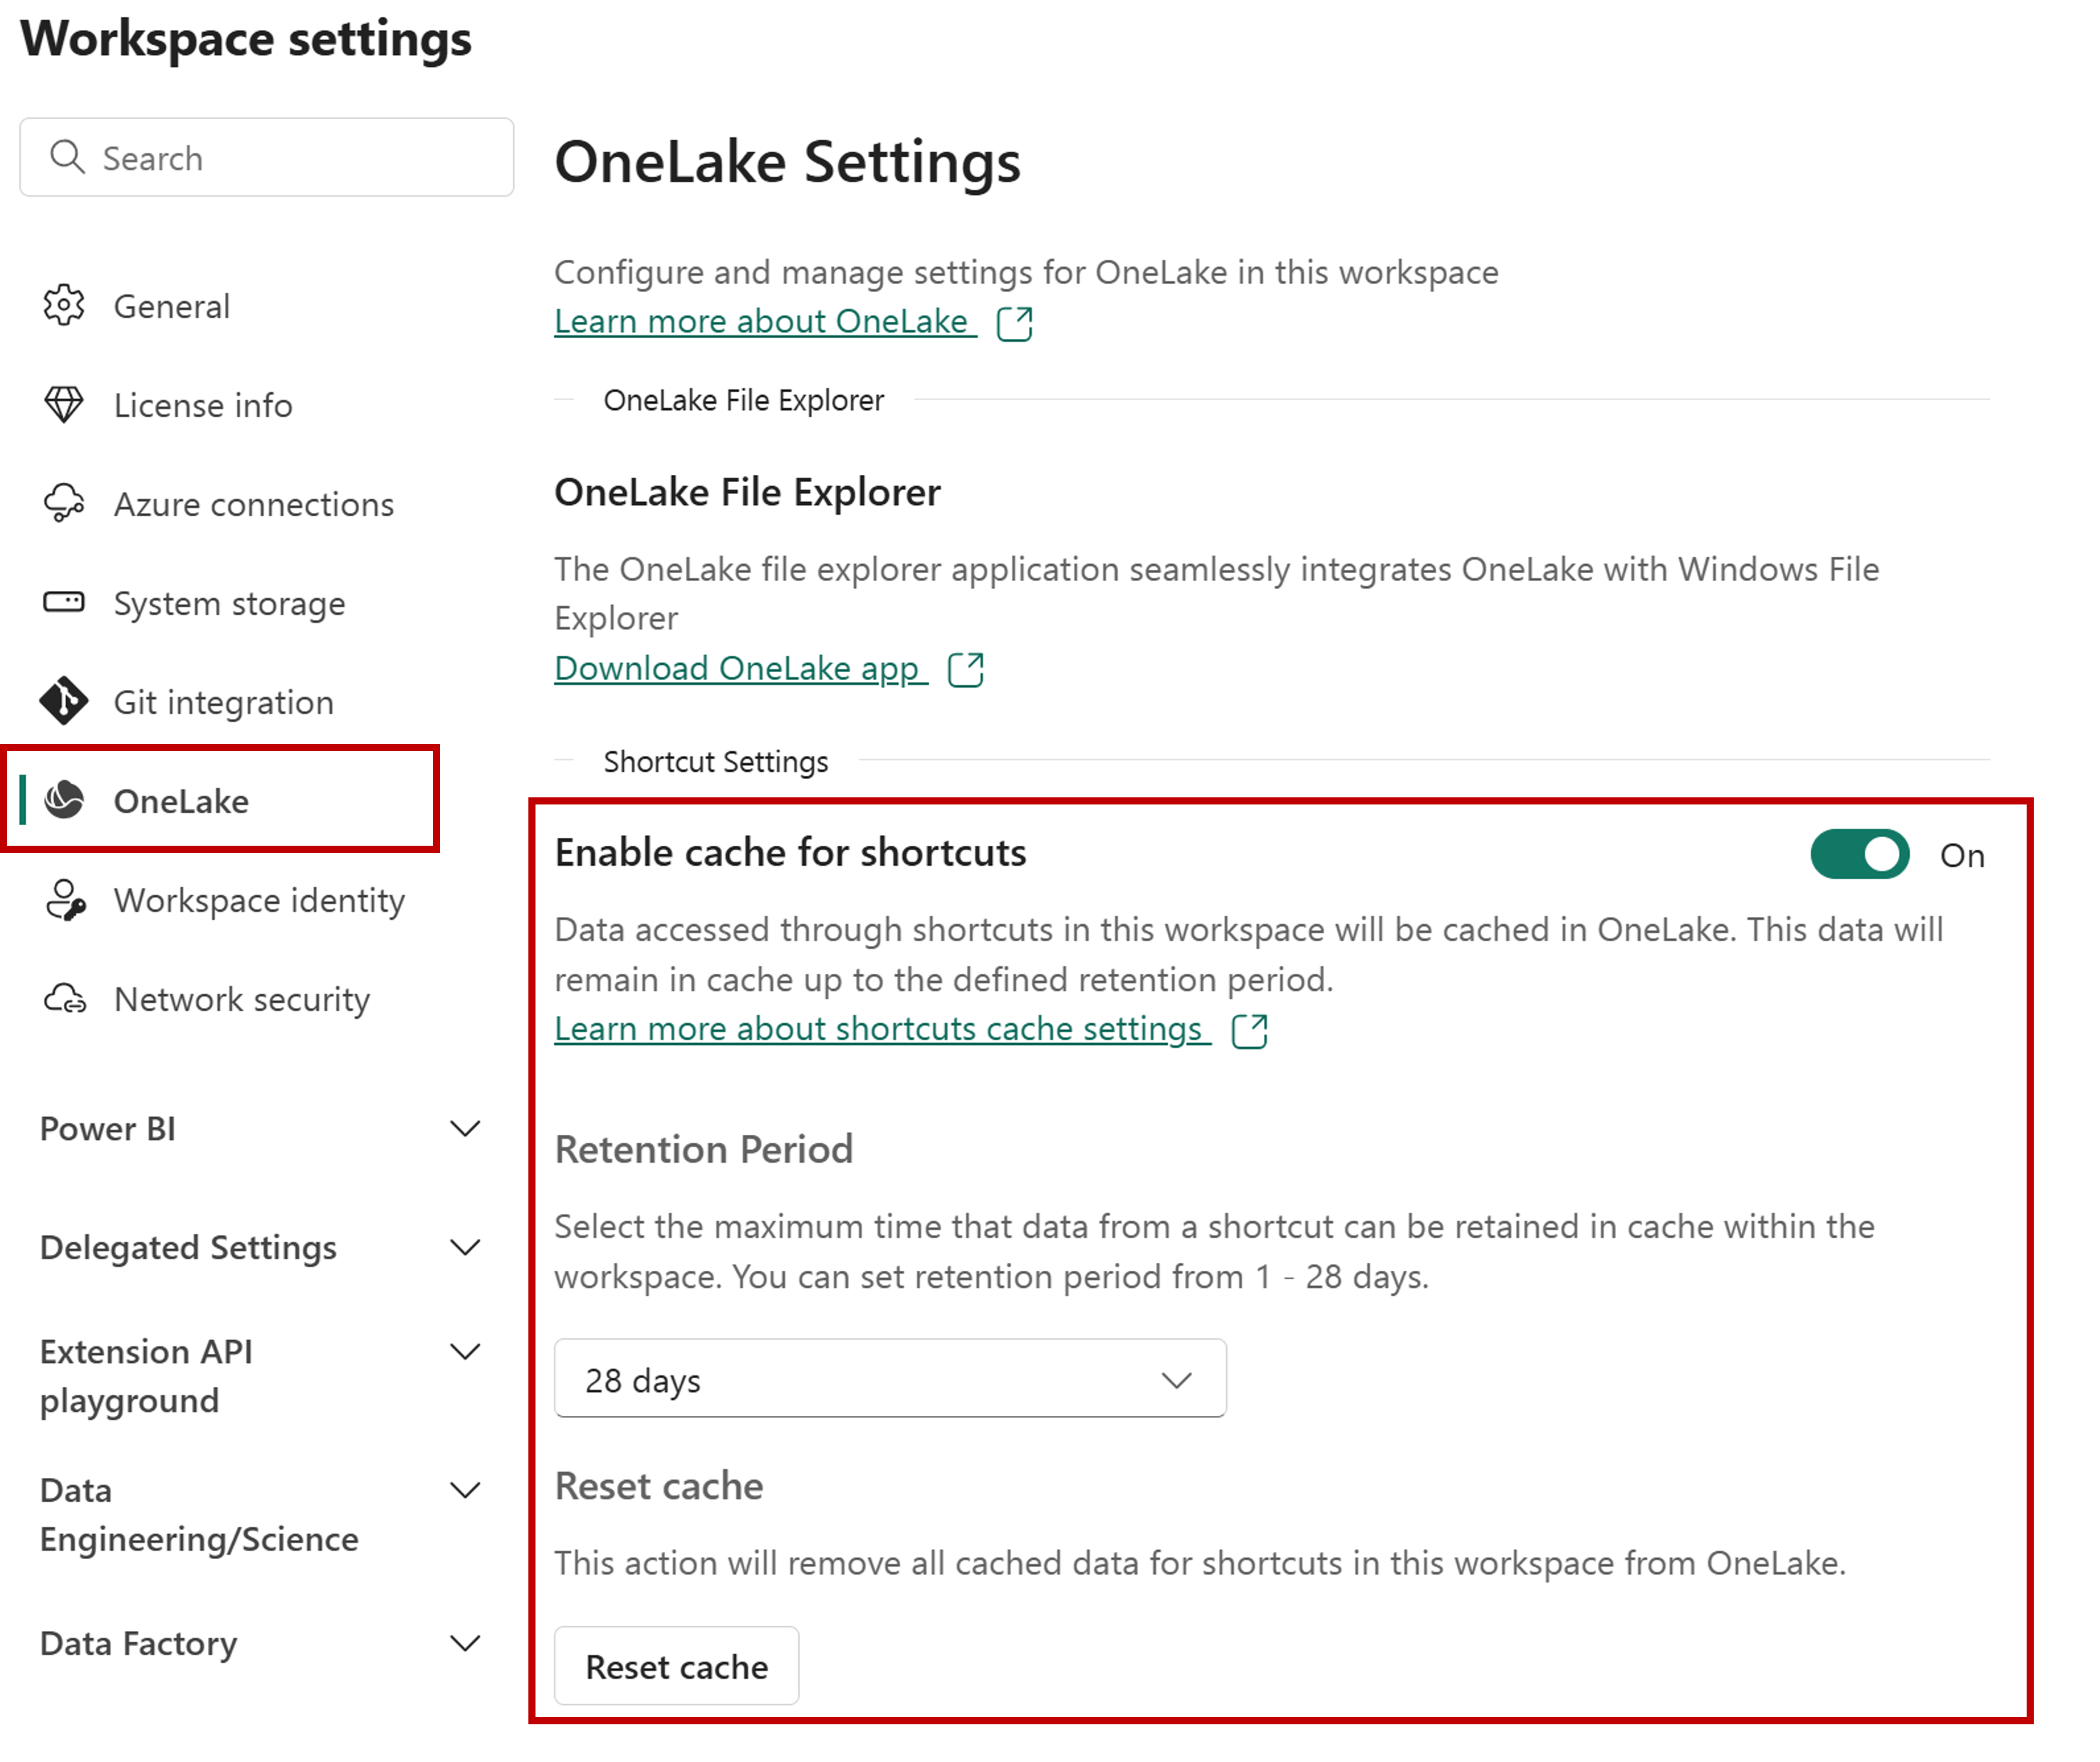 Workspace settings
Search
General
License info
Azure connections
System storage
Git integration
OneLake
Workspace identity
Network security
Power BI
Delegated Settings
Extension API
playground
Data
Engineering/Science
Data Factory
OneLake Settings
Configure and manage settings for OneLake in this workspace
Learn more about OneLake
OneLake File Explorer
OneLake File Explorer
The OneLake file explorer application seamlessly integrates OneLake with Windows File
Explorer
Download OneLake app
Shortcut Settings
Enable cache for shortcuts
On
Data accessed through shortcuts in this workspace will be cached in OneLake. This data will
remain in cache up to the defined retention period.
Learn more about shortcuts cache settings
Retention Period
Select the maximum time that data from a shortcut can be retained in cache within the
workspace. You can set retention period from 1 - 28 days.
28 days
Reset cache
This action will remove all cached data for shortcuts in this workspace from OneLake.
Reset cache